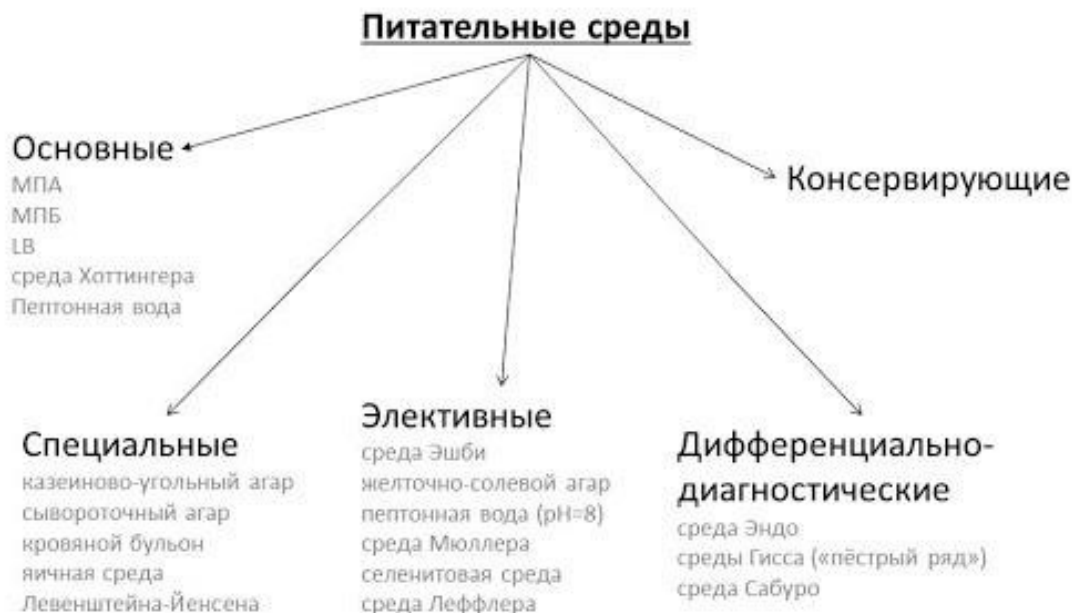 Питательные среды
Основные
МПА
МПБ
LB
среда Хоттингера
Пептонная вода
Консервирующие
Специальные
казеиново-угольный агар
сывороточный агар
кровяной бульон
яичная среда
Левенштейна-Йенсена
Элективные
среда Эшби
желточно-солевой агар
пептонная вода (pH=8)
среда Мюллера
селенитовая среда
среда Леффлера
Дифференциально-
диагностические
среда Эндо
среды Гисса («пёстрый ряд»)
среда Сабуро